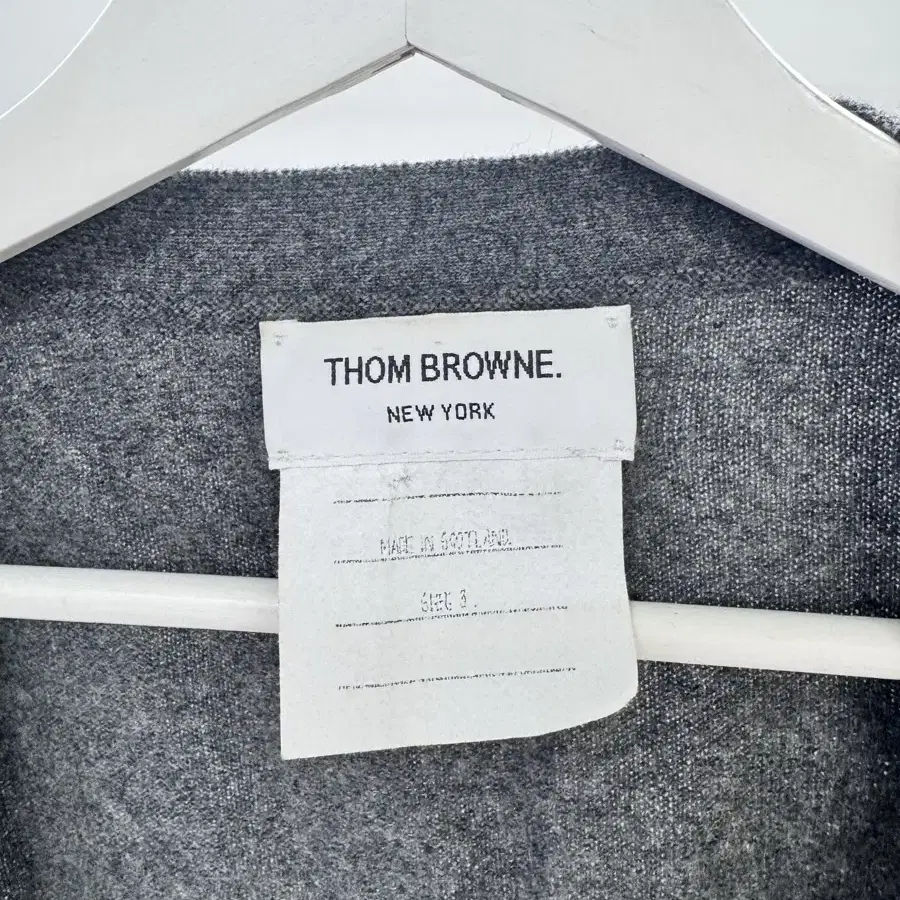 THOM BROWNE.
NEW YORK
MADE IN SCOTLAND.
SIZE 3.